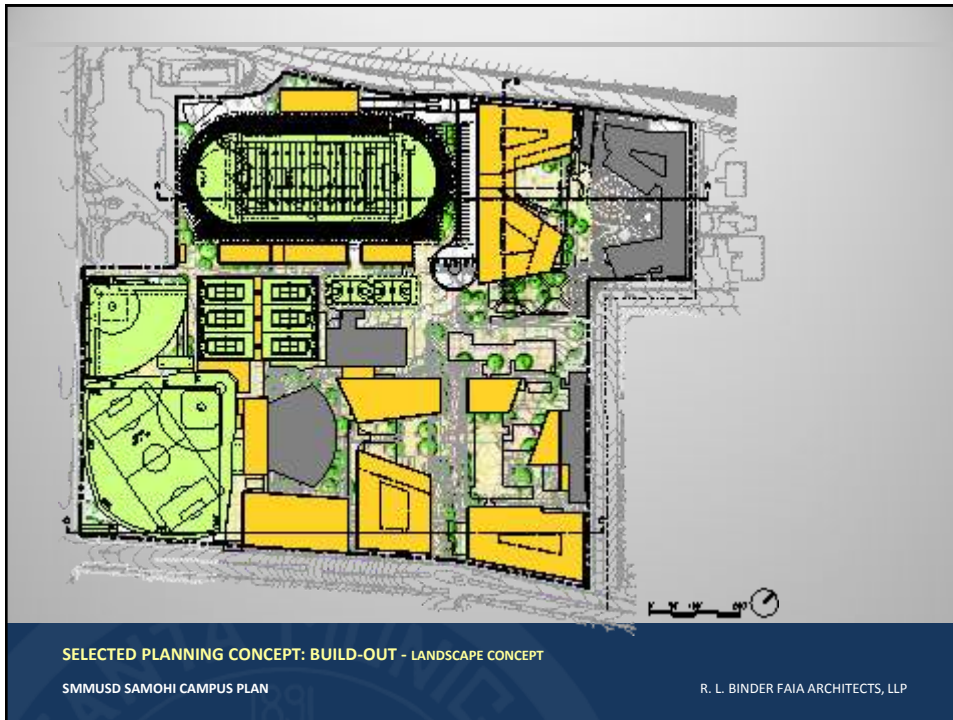 SELECTED PLANNING CONCEPT: BUILD-OUT - LANDSCAPE CONCEPT
SMMUSD SAMOHI CAMPUS PLAN
R. L. BINDER FAIA ARCHITECTS, LLP